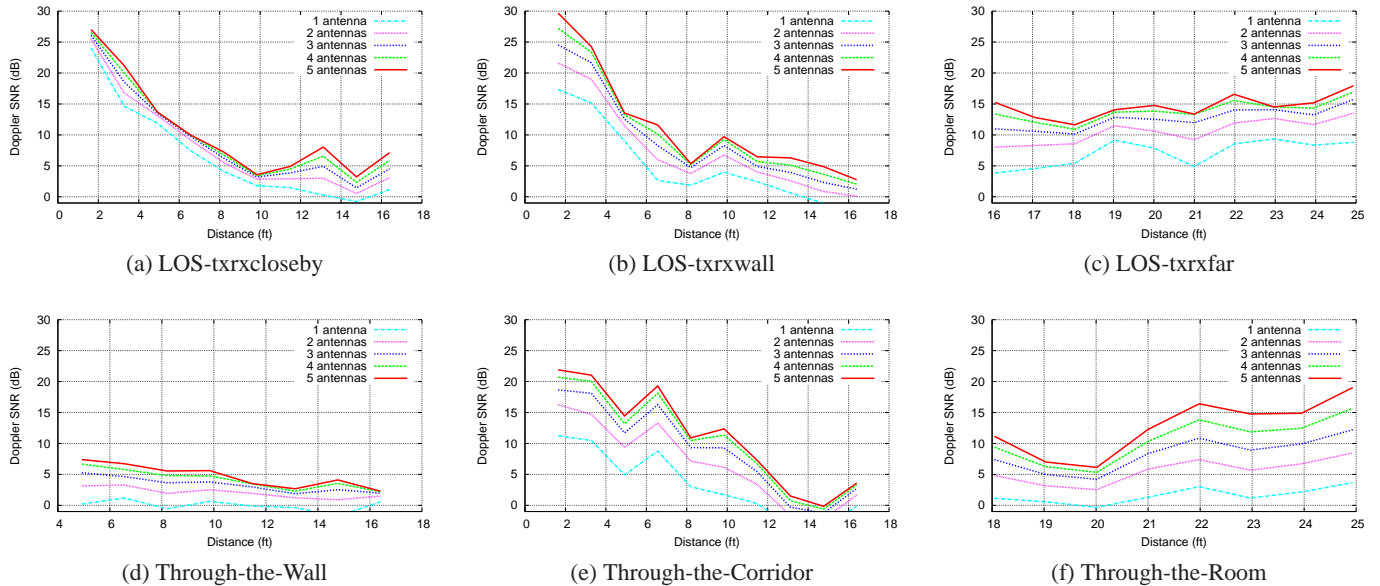 30
25
20
15
10
5
0
Doppler SNR (dB)
1 antenna
2 antennas
3 antennas
4 antennas
5 antennas
0 2 4 6 8 10 12 14 16 18
Distance (ft)
(a) LOS-txrxcloseby
30
25
20
15
10
5
0
Doppler SNR (dB)
1 antenna
2 antennas
3 antennas
4 antennas
5 antennas
0 2 4 6 8 10 12 14 16 18
Distance (ft)
(b) LOS-txrxwall
30
25
20
15
10
5
0
Doppler SNR (dB)
1 antenna
2 antennas
3 antennas
4 antennas
5 antennas
16 17 18 19 20 21 22 23 24 25
Distance (ft)
(c) LOS-txrxfar
30
25
20
15
10
5
0
Doppler SNR (dB)
1 antenna
2 antennas
3 antennas
4 antennas
5 antennas
4 6 8 10 12 14 16 18
Distance (ft)
(d) Through-the-Wall
30
25
20
15
10
5
0
Doppler SNR (dB)
1 antenna
2 antennas
3 antennas
4 antennas
5 antennas
0 2 4 6 8 10 12 14 16 18
Distance (ft)
(e) Through-the-Corridor
30
25
20
15
10
5
0
Doppler SNR (dB)
1 antenna
2 antennas
3 antennas
4 antennas
5 antennas
18 19 20 21 22 23 24 25
Distance (ft)
(f) Through-the-Room